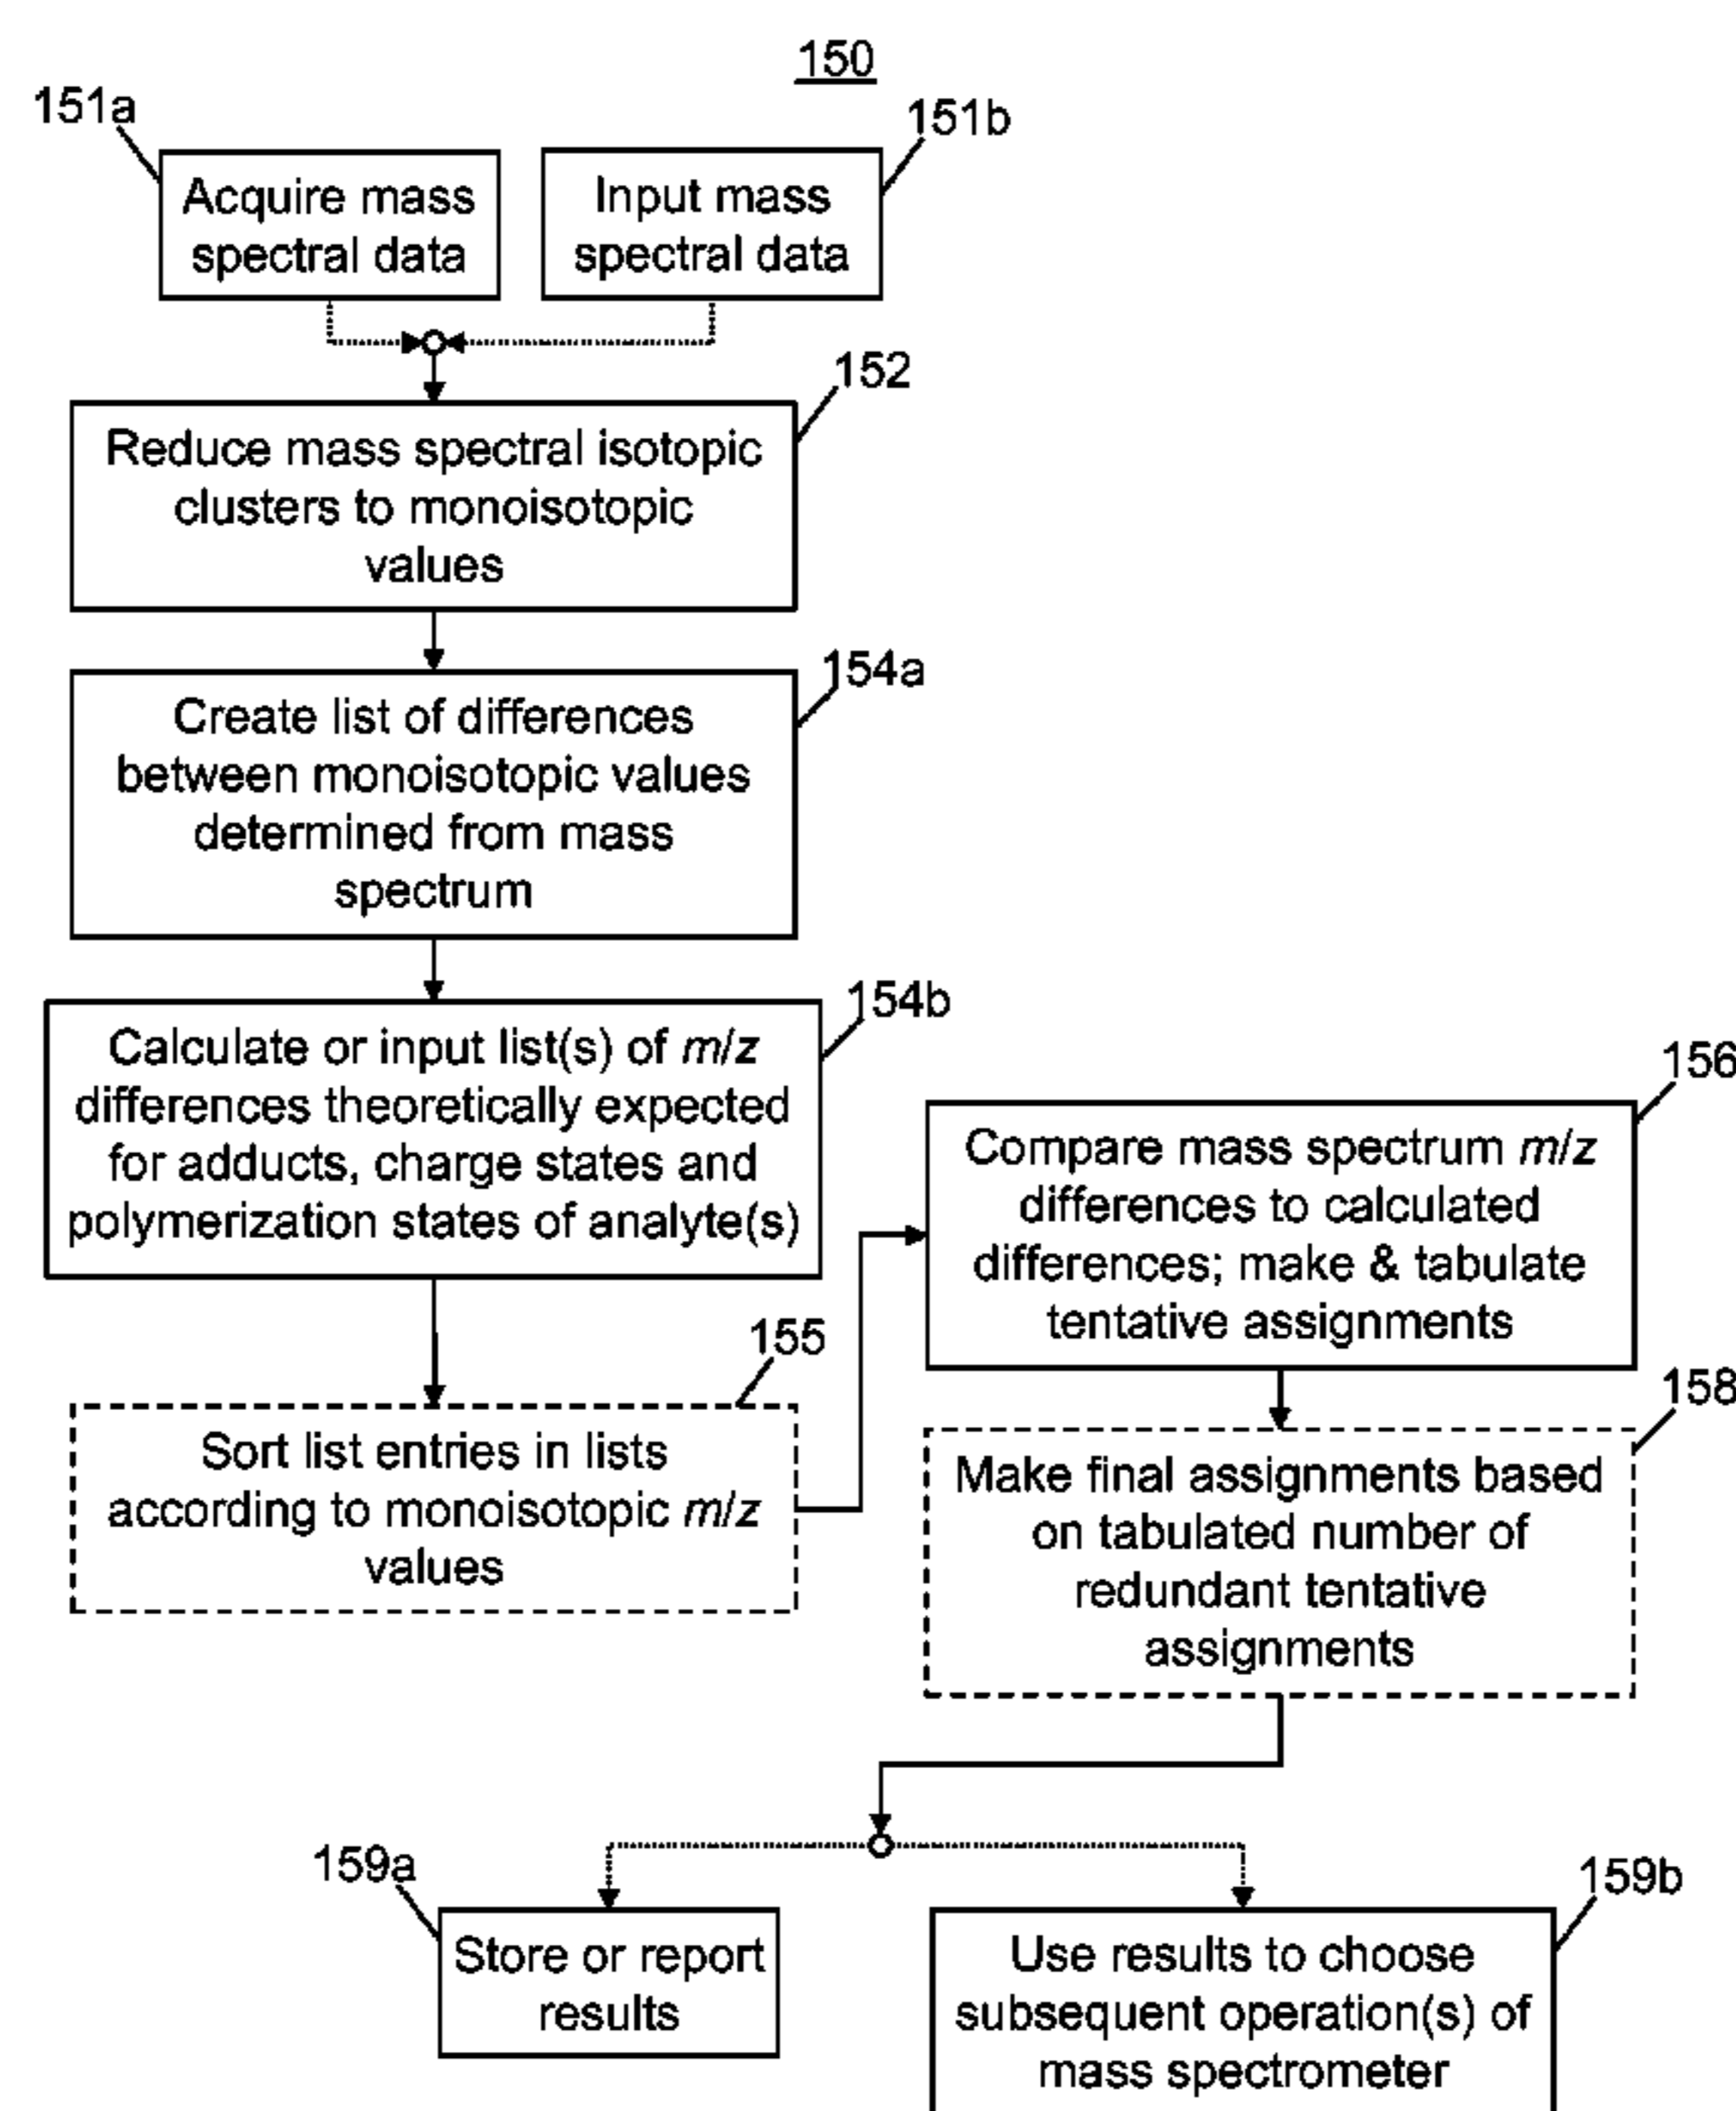 150
151a
151b
Acquire mass
spectral data
Input mass
spectral data
152
Reduce mass spectral isotopic
clusters to monoisotopic
values
154a
Create list of differences
between monoisotopic values
determined from mass
spectrum
154b
Calculate or input list(s) of m/z
differences theoretically expected
for adducts, charge states and
polymerization states of analyte(s)
155
Sort list entries in lists
according to monoisotopic m/z
values
156
Compare mass spectrum m/z
differences to calculated
differences; make & tabulate
tentative assignments
158
Make final assignments based
on tabulated number of
redundant tentative
assignments
159a
Store or report
results
159b
Use results to choose
subsequent operation(s) of
mass spectrometer